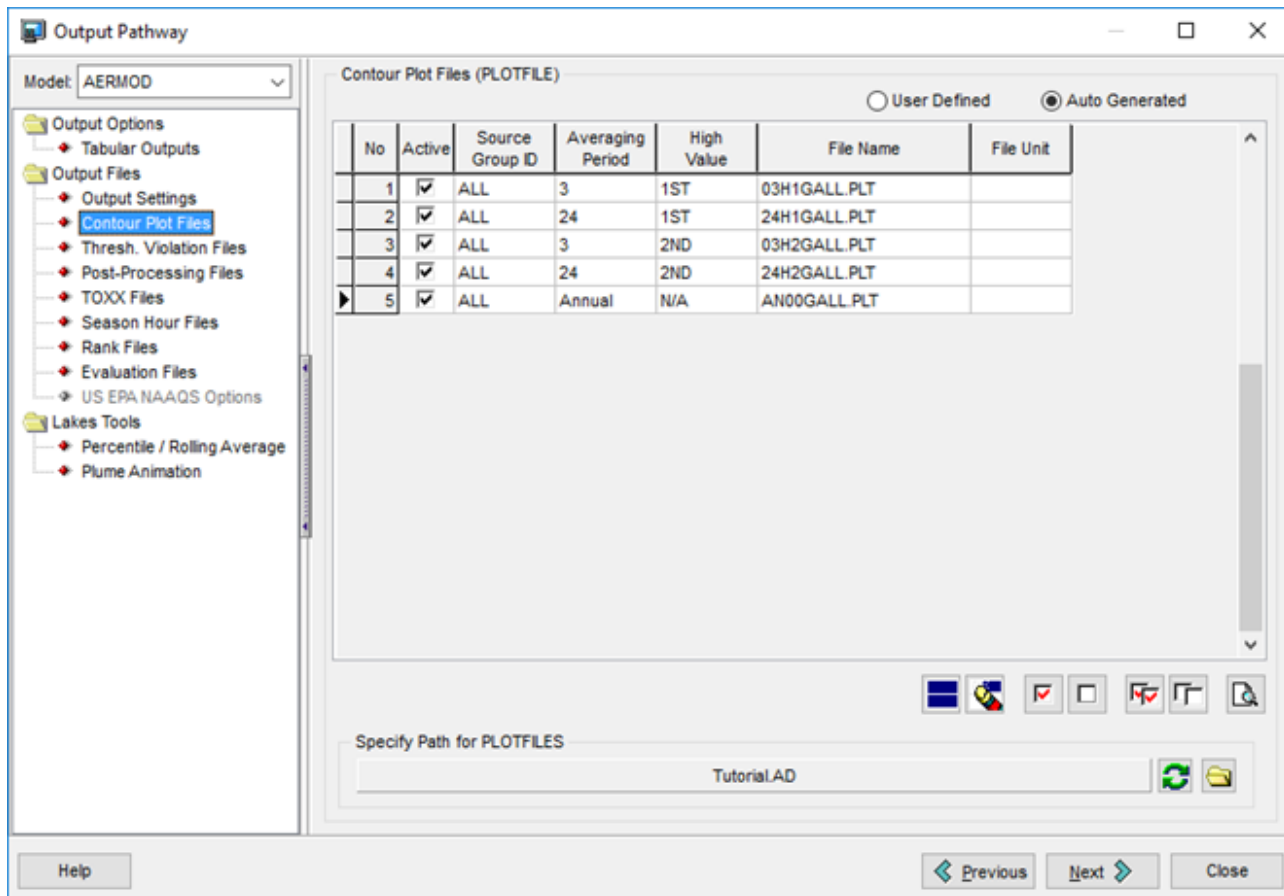 Output Pathway
Model: AERMOD
Output Options
Tabular Outputs
Output Files
Output Settings
Contour Plot Files
Thresh. Violation Files
Post-Processing Files
TOXX Files
Season Hour Files
Rank Files
Evaluation Files
US EPA NAAQS Options
Lakes Tools
Percentile / Rolling Average
Plume Animation
Contour Plot Files (PLOTFILE)
User Defined Auto Generated
No Active Source Group ID Averaging Period High Value File Name File Unit
1 ALL 3 1ST 03H1GALL.PLT
2 ALL 24 1ST 24H1GALL.PLT
3 ALL 3 2ND 03H2GALL.PLT
4 ALL 24 2ND 24H2GALL.PLT
5 ALL Annual N/A AN00GALL.PLT
Specify Path for PLOTFILES
Tutorial.AD
Help Previous Next Close